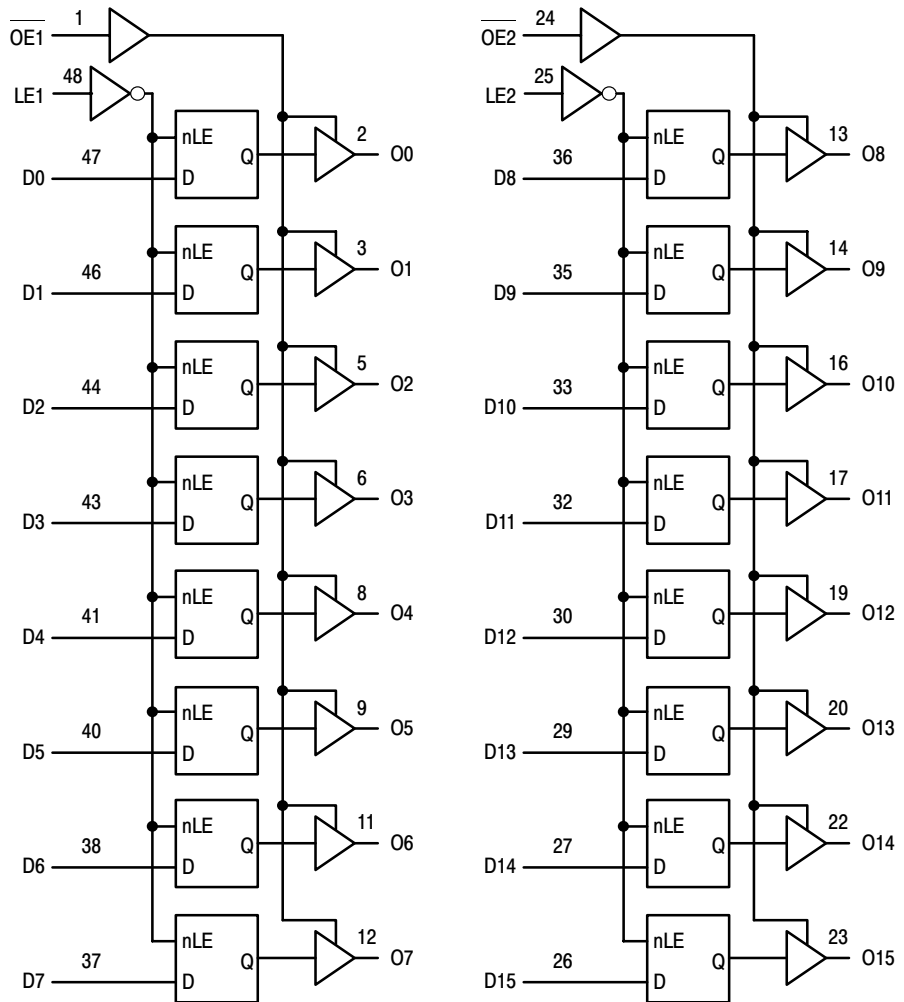 OE1 1
LE1 48
nLE
47 Q 2 O0
D0 D
nLE
46 Q 3 O1
D1 D
nLE
44 Q 5 O2
D2 D
nLE
43 Q 6 O3
D3 D
nLE
41 Q 8 O4
D4 D
nLE
40 Q 9 O5
D5 D
nLE
38 Q 11 O6
D6 D
nLE
37 Q 12 O7
D7 D
OE2 24
LE2 25
nLE
36 Q 13 O8
D8 D
nLE
35 Q 14 O9
D9 D
nLE
33 Q 16 O10
D10 D
nLE
32 Q 17 O11
D11 D
nLE
30 Q 19 O12
D12 D
nLE
29 Q 20 O13
D13 D
nLE
27 Q 22 O14
D14 D
nLE
26 Q 23 O15
D15 D